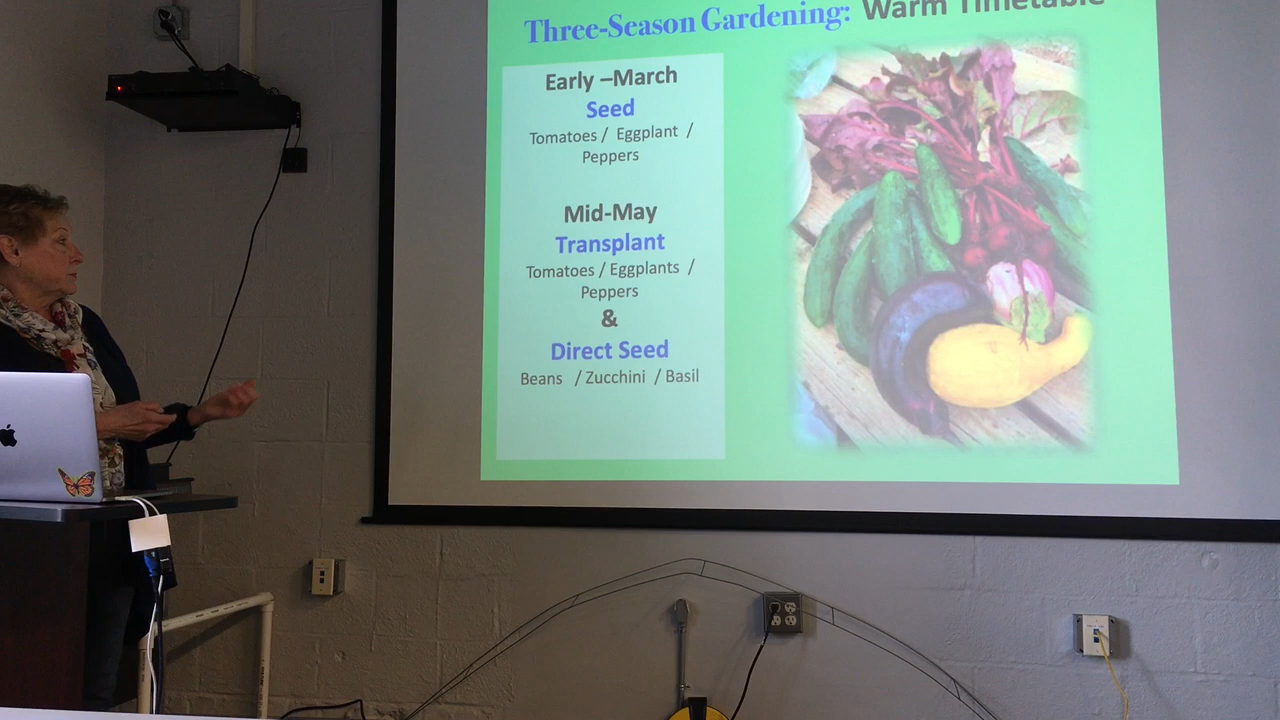 Three-Season Gardening: Warm Timetable
Early –March
Seed
Tomatoes / Eggplant /
Peppers
Mid-May
Transplant
Tomatoes / Eggplants /
Peppers
&
Direct Seed
Beans / Zucchini / Basil